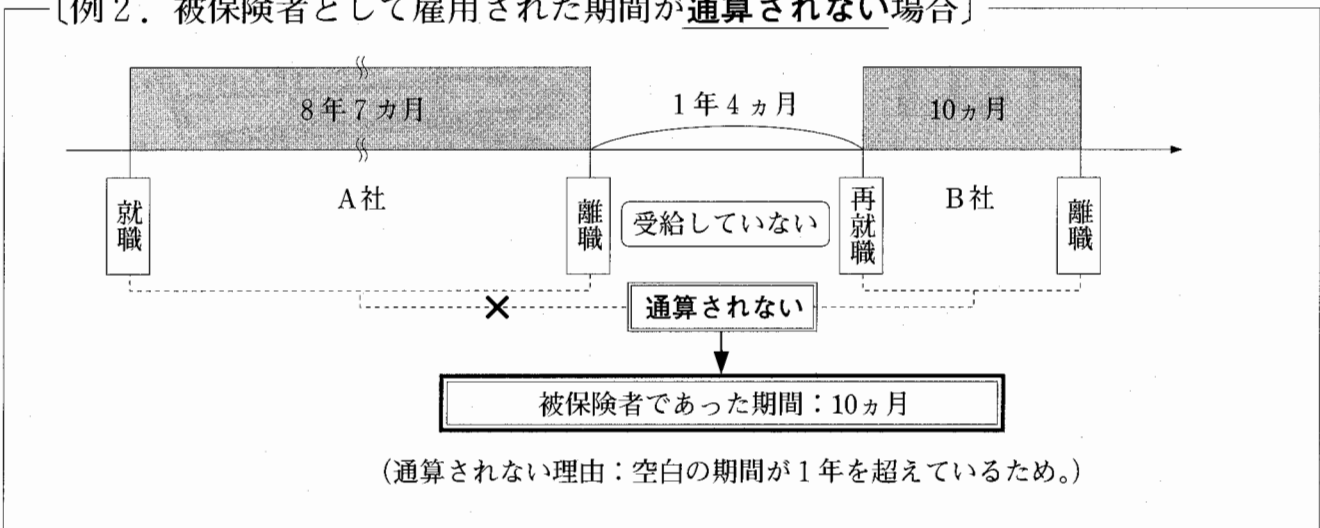 〔例２．被保険者として雇用された期間が通算されない場合〕
8年7カ月
1年4ヵ月
10ヵ月
就職
A社
離職
受給していない
再就職
B社
離職
通算されない
被保険者であった期間：10ヵ月
（通算されない理由：空白の期間が1年を超えているため。）